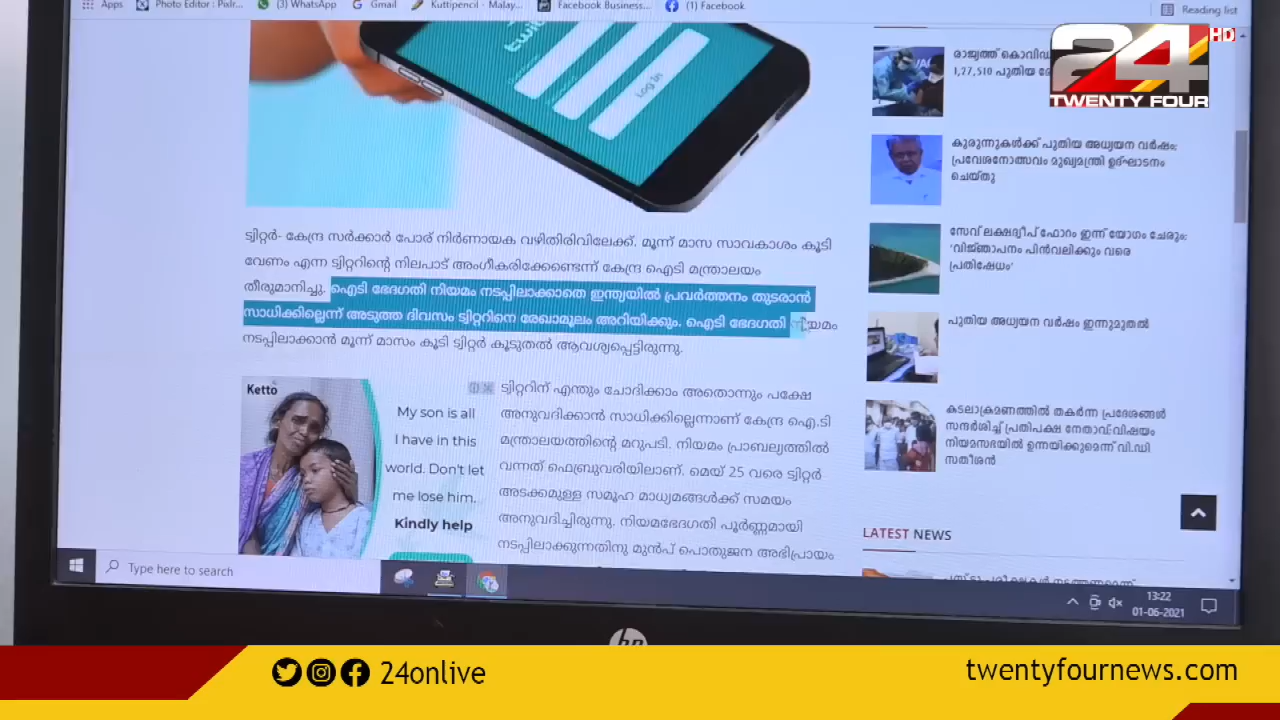 Apps
Photo Editor : Pixlr...
(3) WhatsApp
Gmail
Kuttipencil - Malay...
Facebook Business...
(1) Facebook
Reading list
24
HD
TWENTY FOUR
Log In
രാജ്യത്ത് കൊവിഡ്
1,27,510 പുതിയ
കുരുന്നുകൾക്ക് പുതിയ അധ്യയന വർഷം;
പ്രവേശനോത്സവം മുഖ്യമന്ത്രി ഉദ്ഘാടനം
ചെയ്തു
സേവ് ലക്ഷദ്വീപ് ഫോറം ഇന്ന് യോഗം ചേരും;
'വിജ്ഞാപനം പിൻവലിക്കും വരെ
പ്രതിഷേധം'
പുതിയ അധ്യയന വർഷം ഇന്നുമുതൽ
കടലാക്രമണത്തിൽ തകർന്ന പ്രദേശങ്ങൾ
സന്ദർശിച്ച് പ്രതിപക്ഷ നേതാവ്-വിഷയം
നിയമസഭയിൽ ഉന്നയിക്കുമെന്ന് വി.ഡി
സതീശൻ
LATEST NEWS
ട്വിറ്റർ- കേന്ദ്ര സർക്കാർ പോര് നിർണായക വഴിതിരിവിലേക്ക്. മൂന്ന് മാസ സാവകാശം കൂടി
വേണം എന്ന ട്വിറ്ററിന്റെ നിലപാട് അംഗീകരിക്കേണ്ടെന്ന് കേന്ദ്ര ഐടി മന്ത്രാലയം
തീരുമാനിച്ചു. ഐടി ഭേദഗതി നിയമം നടപ്പിലാക്കാതെ ഇന്ത്യയിൽ പ്രവർത്തനം തുടരാൻ
സാധിക്കില്ലെന്ന് അടുത്ത ദിവസം ട്വിറ്ററിനെ രേഖാമൂലം അറിയിക്കും. ഐടി ഭേദഗതി നിയമം
നടപ്പിലാക്കാൻ മൂന്ന് മാസം കൂടി ട്വിറ്റർ കൂടുതൽ ആവശ്യപ്പെട്ടിരുന്നു.
Ketto
My son is all
I have in this
world. Don't let
me lose him.
Kindly help
ട്വിറ്ററിന് എന്തും ചോദിക്കാം അതൊന്നും പക്ഷേ
അനുവദിക്കാൻ സാധിക്കില്ലെന്നാണ് കേന്ദ്ര ഐ.ടി
മന്ത്രാലയത്തിന്റെ മറുപടി. നിയമം പ്രാബല്യത്തിൽ
വന്നത് ഫെബ്രുവരിയിലാണ്. മെയ് 25 വരെ ട്വിറ്റർ
അടക്കമുള്ള സമൂഹ മാധ്യമങ്ങൾക്ക് സമയം
അനുവദിച്ചിരുന്നു. നിയമഭേദഗതി പൂർണ്ണമായി
നടപ്പിലാക്കുന്നതിനു മുൻപ് പൊതുജന അഭിപ്രായം
Type here to search
13:22
01-06-2021
hp
24onlive
twentyfournews.com